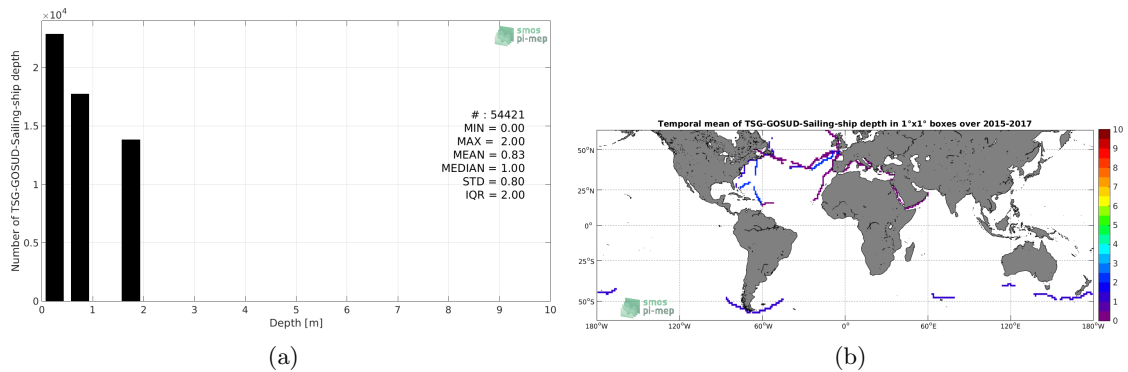 ×10⁴
2
1.5
1
0.5
0
Number of TSG-GOSUD-Sailing-ship depth
smos
pi-mep
# : 54421
MIN = 0.00
MAX = 2.00
MEAN = 0.83
MEDIAN = 1.00
STD = 0.80
IQR = 2.00
0 1 2 3 4 5 6 7 8 9 10
Depth [m]
(a)
Temporal mean of TSG-GOSUD-Sailing-ship depth in 1°x1° boxes over 2015-2017
50°N
25°N
0°
25°S
50°S
smos
pi-mep
180°W 120°W 60°W 0° 60°E 120°E 180°W
10
9
8
7
6
5
4
3
2
1
0
(b)